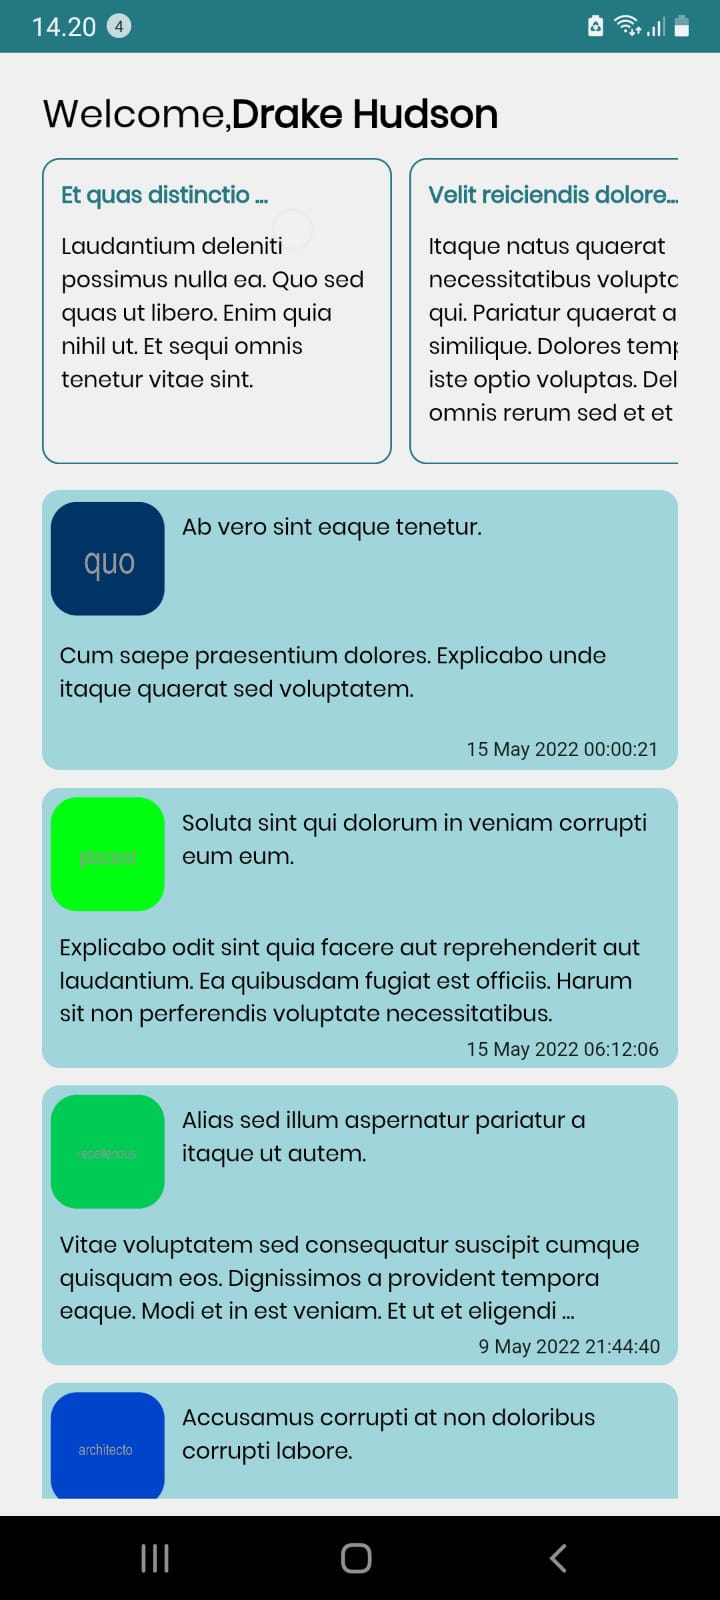 14.20 4
Welcome,Drake Hudson
Et quas distinctio ...
Laudantium deleniti
possimus nulla ea. Quo sed
quas ut libero. Enim quia
nihil ut. Et sequi omnis
tenetur vitae sint.
Velit reiciendis dolore...
Itaque natus quaerat
necessitatibus
qui. Pariatur quaerat a
similique. Dolores
iste optio voluptas. Del
omnis rerum sed et et
quo
Ab vero sint eaque tenetur.
Cum saepe praesentium dolores. Explicabo unde
itaque quaerat sed voluptatem.
15 May 2022 00:00:21
placeat
Soluta sint qui dolorum in veniam corrupti
eum eum.
Explicabo odit sint quia facere aut reprehenderit aut
laudantium. Ea quibusdam fugiat est officiis. Harum
sit non perferendis voluptate necessitatibus.
15 May 2022 06:12:06
repellendus
Alias sed illum aspernatur pariatur a
itaque ut autem.
Vitae voluptatem sed consequatur suscipit cumque
quisquam eos. Dignissimos a provident tempora
eaque. Modi et in est veniam. Et ut et eligendi ...
9 May 2022 21:44:40
architecto
Accusamus corrupti at non doloribus
corrupti labore.